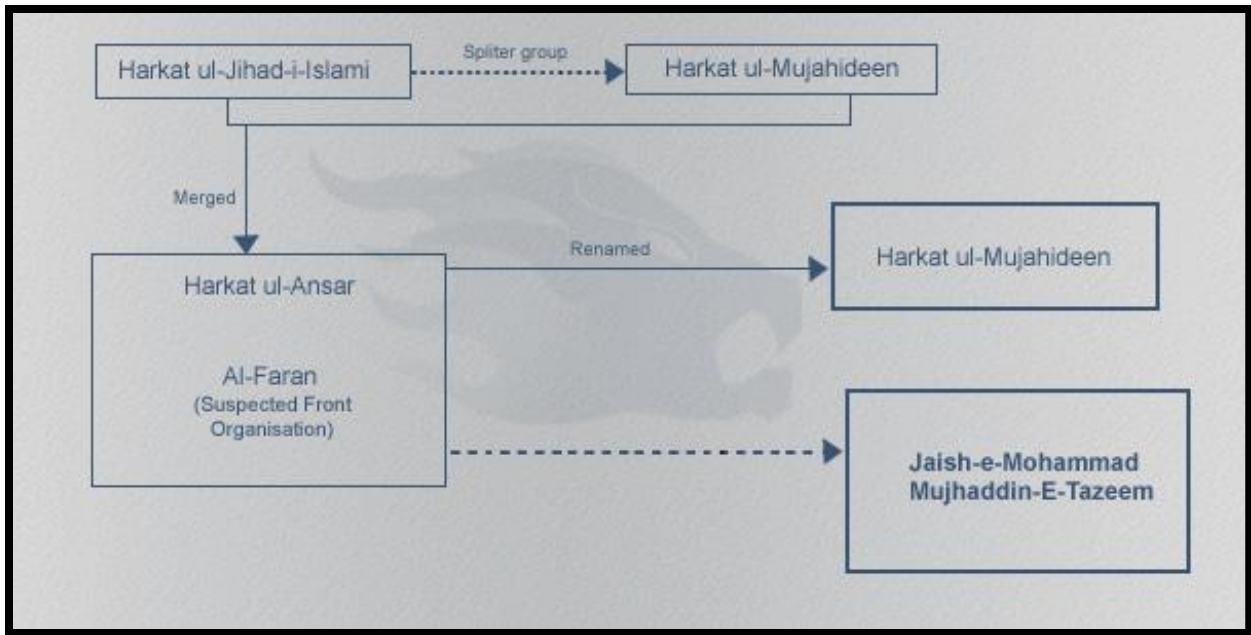 Harkat ul-Jihad-i-Islami
Spliter group
Harkat ul-Mujahideen
Merged
Harkat ul-Ansar
Al-Faran
(Suspected Front
Organisation)
Renamed
Harkat ul-Mujahideen
Jaish-e-Mohammad
Mujhaddin-E-Tazeem